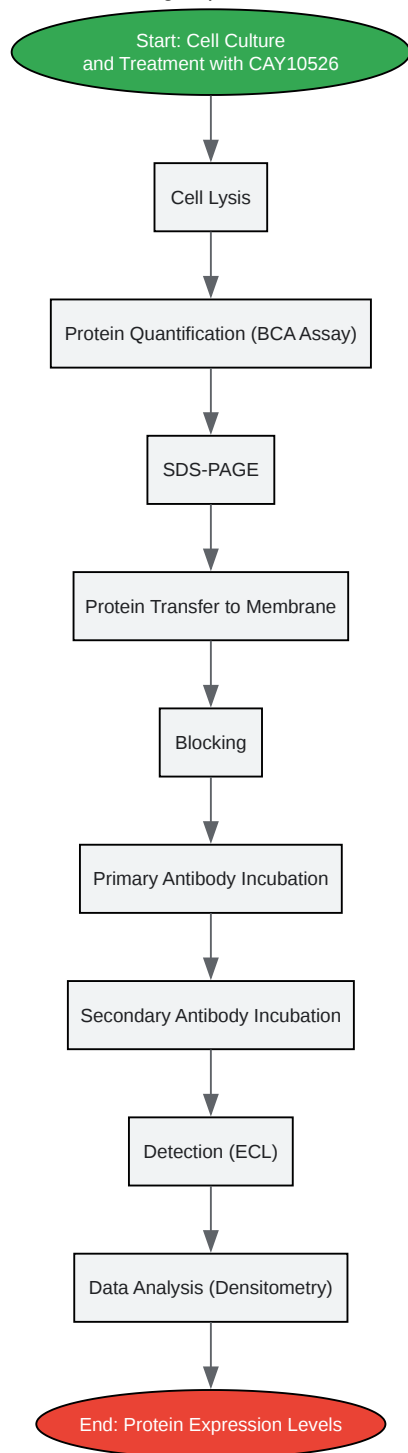 Start: Cell Culture
and Treatment with CAY10526
Cell Lysis
Protein Quantification (BCA Assay)
SDS-PAGE
Protein Transfer to Membrane
Blocking
Primary Antibody Incubation
Secondary Antibody Incubation
Detection (ECL)
Data Analysis (Densitometry)
End: Protein Expression Levels